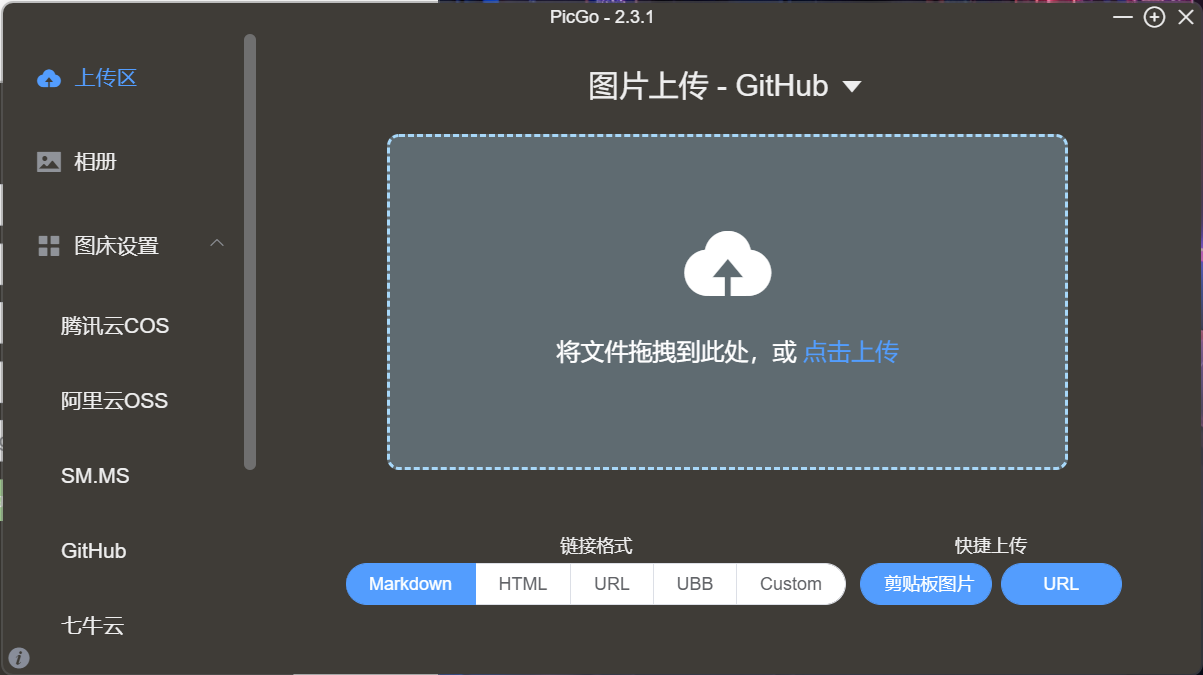 PicGo - 2.3.1
上传区
相册
图床设置
腾讯云COS
阿里云OSS
SM.MS
GitHub
七牛云
图片上传 - GitHub
将文件拖拽到此处，或 点击上传
链接格式
Markdown HTML URL UBB Custom
快捷上传
剪贴板图片 URL